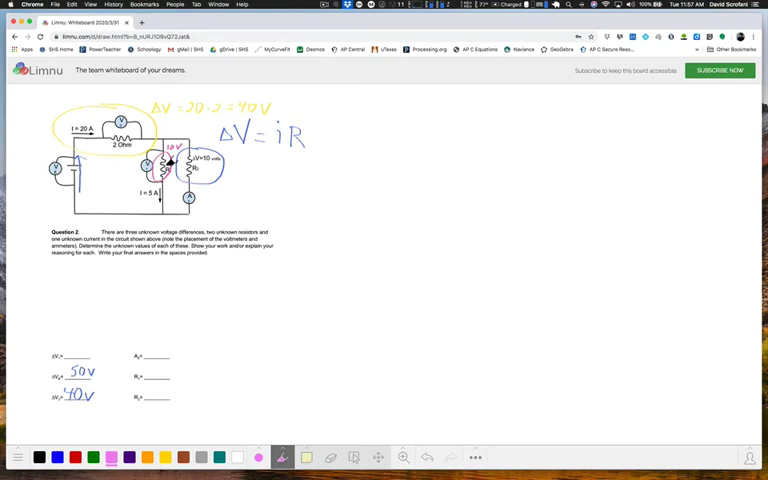 Chrome File Edit View History Bookmarks People Tab Window Help
77° Charged 100% Tue 11:57 AM David Scrofani
Limnu: Whiteboard 2020/3/31
limnu.com/d/draw.html?b=B_nURJ7D9vQ72Jat&
Apps SHS Home PowerTeacher Schoology gMail | SHS gDrive | SHS MyCurveFit Desmos AP Central uTexas Processing.org AP C Equations Naviance GeoGebra AP C Secure Reso... Other Bookmarks
Limnu The team whiteboard of your dreams. Subscribe to keep this board accessible. SUBSCRIBE NOW
ΔV = 20·2 = 40V
I = 20 A
V
2 Ohm
ΔV = iR
10V
V
V
ΔV=10 volts
R₂
I = 5 A
A
Question 2. There are three unknown voltage differences, two unknown resistors and
one unknown current in the circuit shown above (note the placement of the voltmeters and
ammeters). Determine the unknown values of each of these. Show your work and/or explain your
reasoning for each. Write your final answers in the spaces provided.
50V
40V